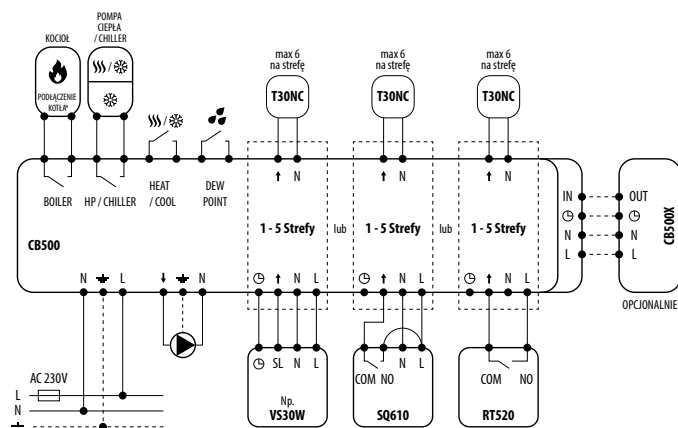 KOCIOŁ
PODŁĄCZENIE
KOTŁA*
POMPA
CIEPŁA
/ CHILLER
/
/
max 6
na strefę
T30NC
max 6
na strefę
T30NC
max 6
na strefę
T30NC
BOILER
HP / CHILLER
HEAT
/ COOL
DEW
POINT
CB500
↑ N
1 - 5 Strefy
lub
↑ N
1 - 5 Strefy
lub
↑ N
1 - 5 Strefy
IN
N
L
OUT
N
L
CB500X
OPCJONALNIE
N L
↓ N
↑ N L
↑ N L
↑ N L
SL N L
Np.
VS30W
COM NO N L
SQ610
COM NO
RT520
AC 230V
L
N